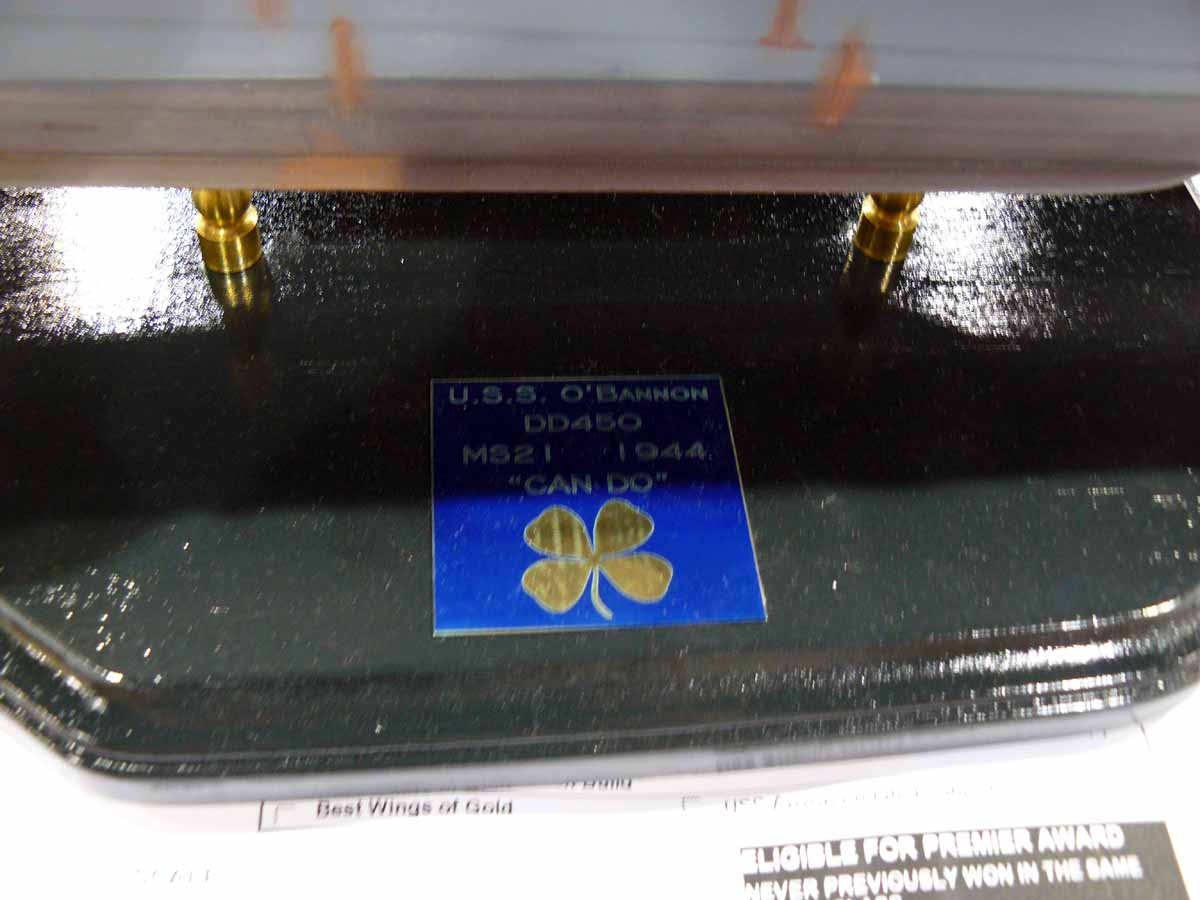 U.S.S. O'BANNON
DD450
MS21 1944
"CAN DO"
Best Wings of Gold
ELIGIBLE FOR PREMIER AWARD
NEVER PREVIOUSLY WON IN THE SAME